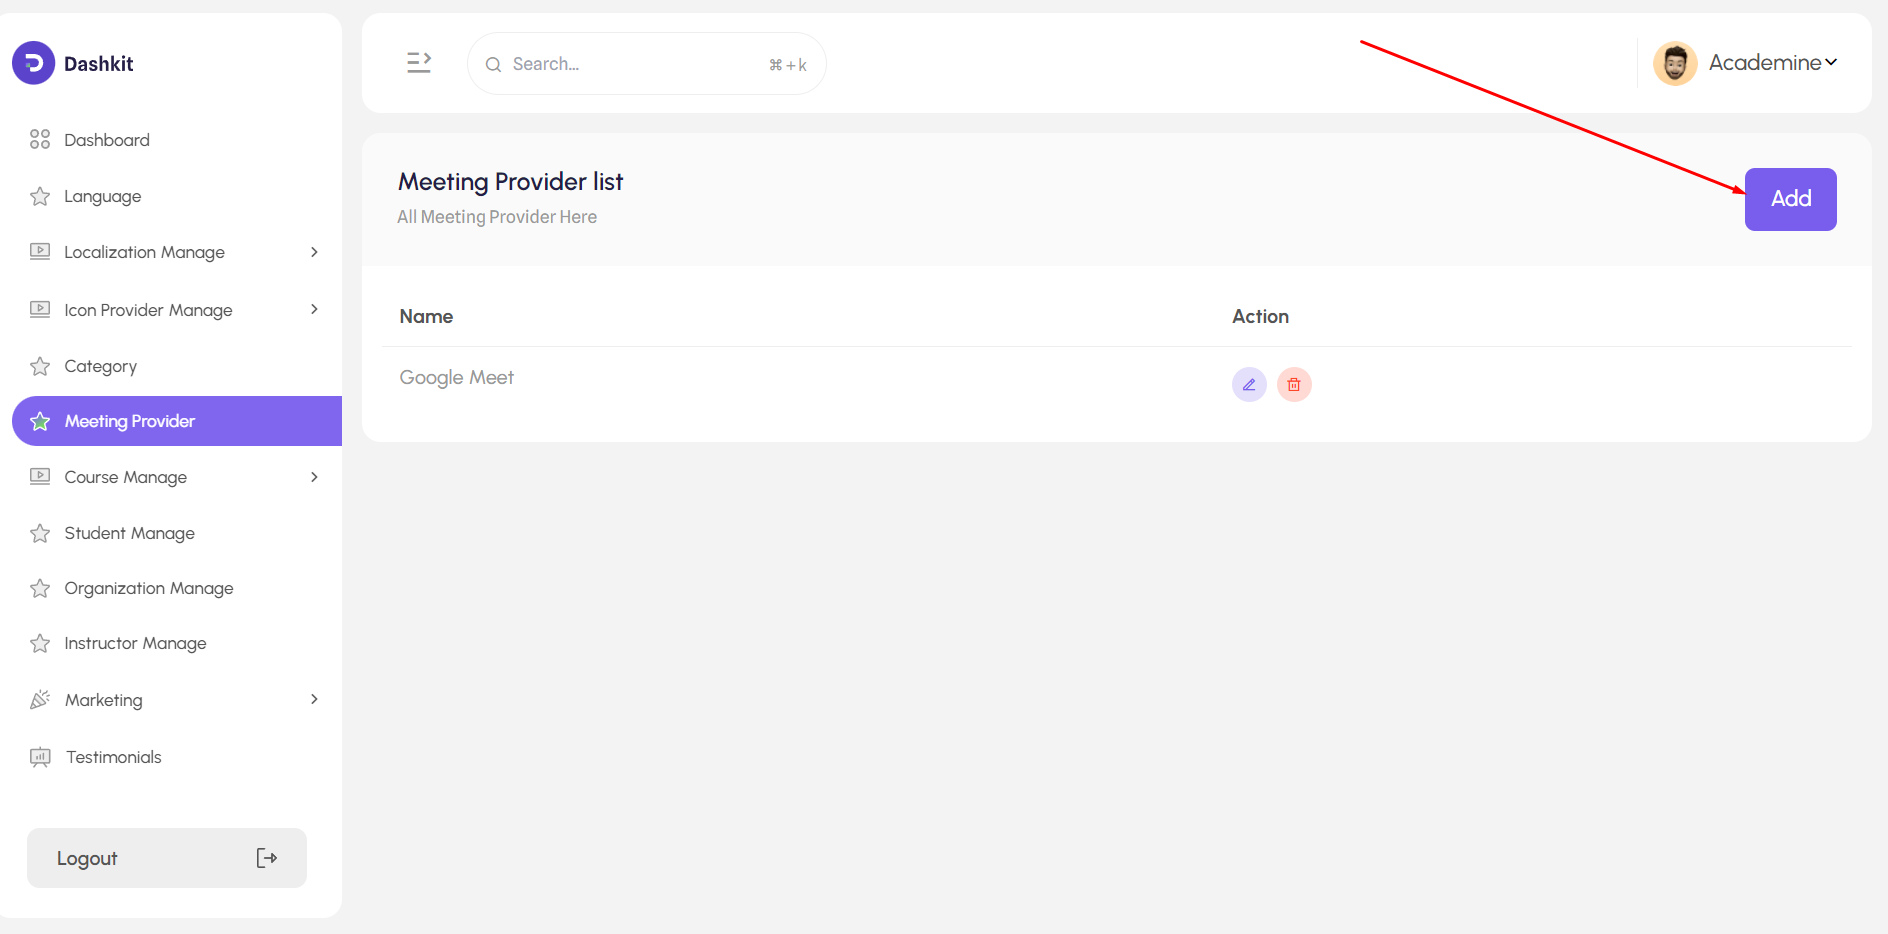 Dashkit
Dashboard
Language
Localization Manage
Icon Provider Manage
Category
Meeting Provider
Course Manage
Student Manage
Organization Manage
Instructor Manage
Marketing
Testimonials
Logout
Search... ⌘+k
Academine
Meeting Provider list
All Meeting Provider Here
Add
Name Action
Google Meet